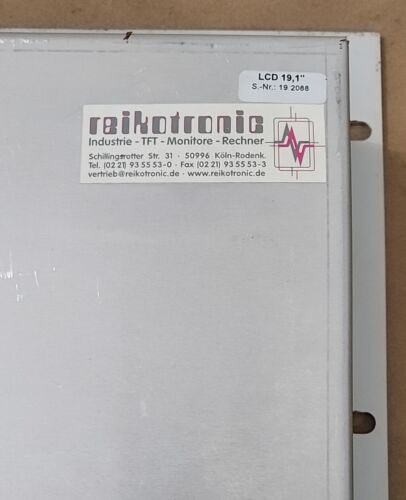 LCD 19,1"
S.-Nr.: 19 2088
reikotronic
Industrie - TFT - Monitore - Rechner
Schillingsrotter Str. 31 · 50996 Köln-Rodenk.
Tel. (02 21) 93 55 53-0 · Fax (02 21) 93 55 53-3
vertrieb@reikotronic.de · www.reikotronic.de